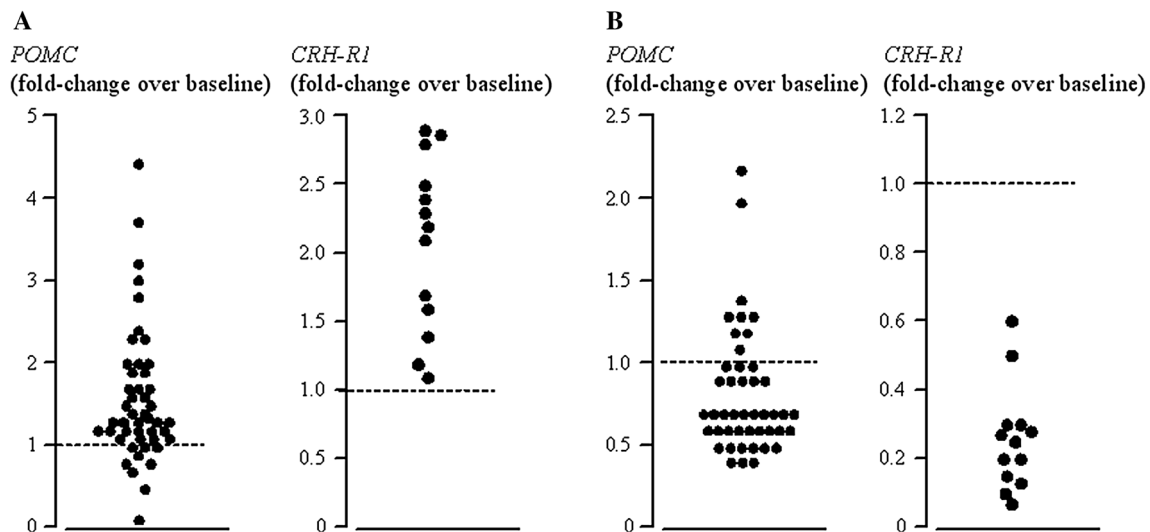 A
B
POMC
(fold-change over baseline)
CRH-R1
(fold-change over baseline)
POMC
(fold-change over baseline)
CRH-R1
(fold-change over baseline)
5
4
3
2
1
0
3.0
2.5
2.0
1.5
1.0
0.5
0
2.5
2.0
1.5
1.0
0.5
0
1.2
1.0
0.8
0.6
0.4
0.2
0